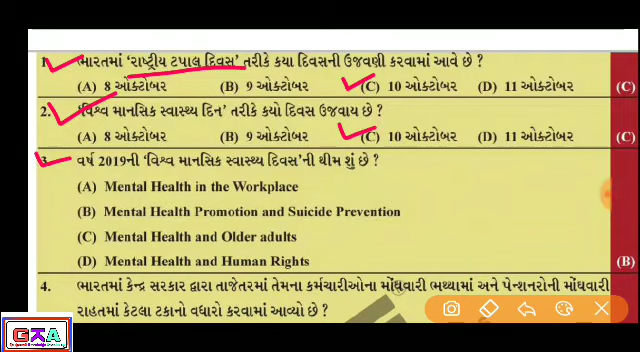 1. ભારતમાં ‘રાષ્ટ્રીય ટપાલ દિવસ’ તરીકે કયા દિવસની ઉજવણી કરવામાં આવે છે ?
(A) 8 ઓક્ટોબર (B) 9 ઓક્ટોબર (C) 10 ઓક્ટોબર (D) 11 ઓક્ટોબર (C)
2. ‘વિશ્વ માનસિક સ્વાસ્થ્ય દિન’ તરીકે કયો દિવસ ઉજવાય છે ?
(A) 8 ઓક્ટોબર (B) 9 ઓક્ટોબર (C) 10 ઓક્ટોબર (D) 11 ઓક્ટોબર (C)
3. વર્ષ 2019ની ‘વિશ્વ માનસિક સ્વાસ્થ્ય દિવસ’ની થીમ શું છે ?
(A) Mental Health in the Workplace
(B) Mental Health Promotion and Suicide Prevention
(C) Mental Health and Older adults
(D) Mental Health and Human Rights (B)
4. ભારતમાં કેન્દ્ર સરકાર દ્વારા તાજેતરમાં તેમના કર્મચારીઓના મોંઘવારી ભથ્થામાં અને પેન્શનરોની મોંઘવારી
રાહતમાં કેટલા ટકાનો વધારો કરવામાં આવ્યો છે ?
GKA